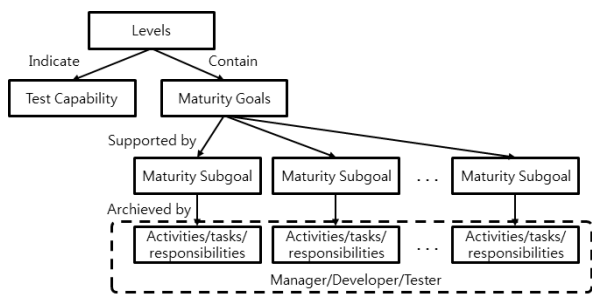 Levels
Indicate
Contain
Test Capability
Maturity Goals
Supported by
Maturity Subgoal
Maturity Subgoal
. . .
Maturity Subgoal
Archieved by
Activities/tasks/
responsibilities
Activities/tasks/
responsibilities
. . .
Activities/tasks/
responsibilities
Manager/Developer/Tester